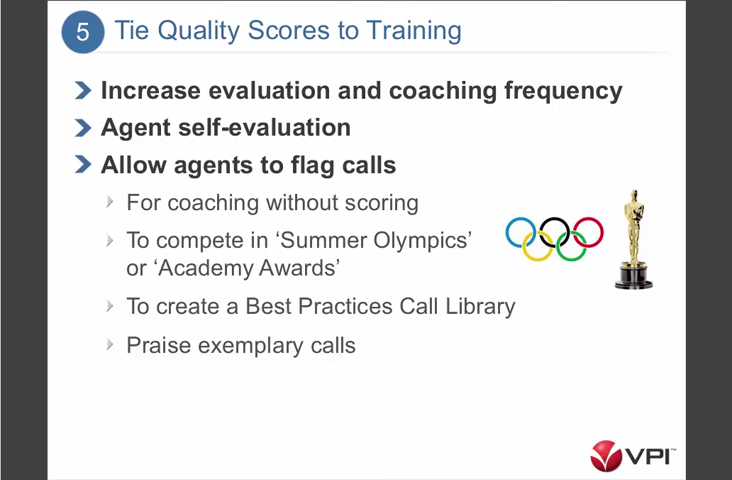 5 Tie Quality Scores to Training
Increase evaluation and coaching frequency
Agent self-evaluation
Allow agents to flag calls
For coaching without scoring
To compete in ‘Summer Olympics’
or ‘Academy Awards’
To create a Best Practices Call Library
Praise exemplary calls
VPI™